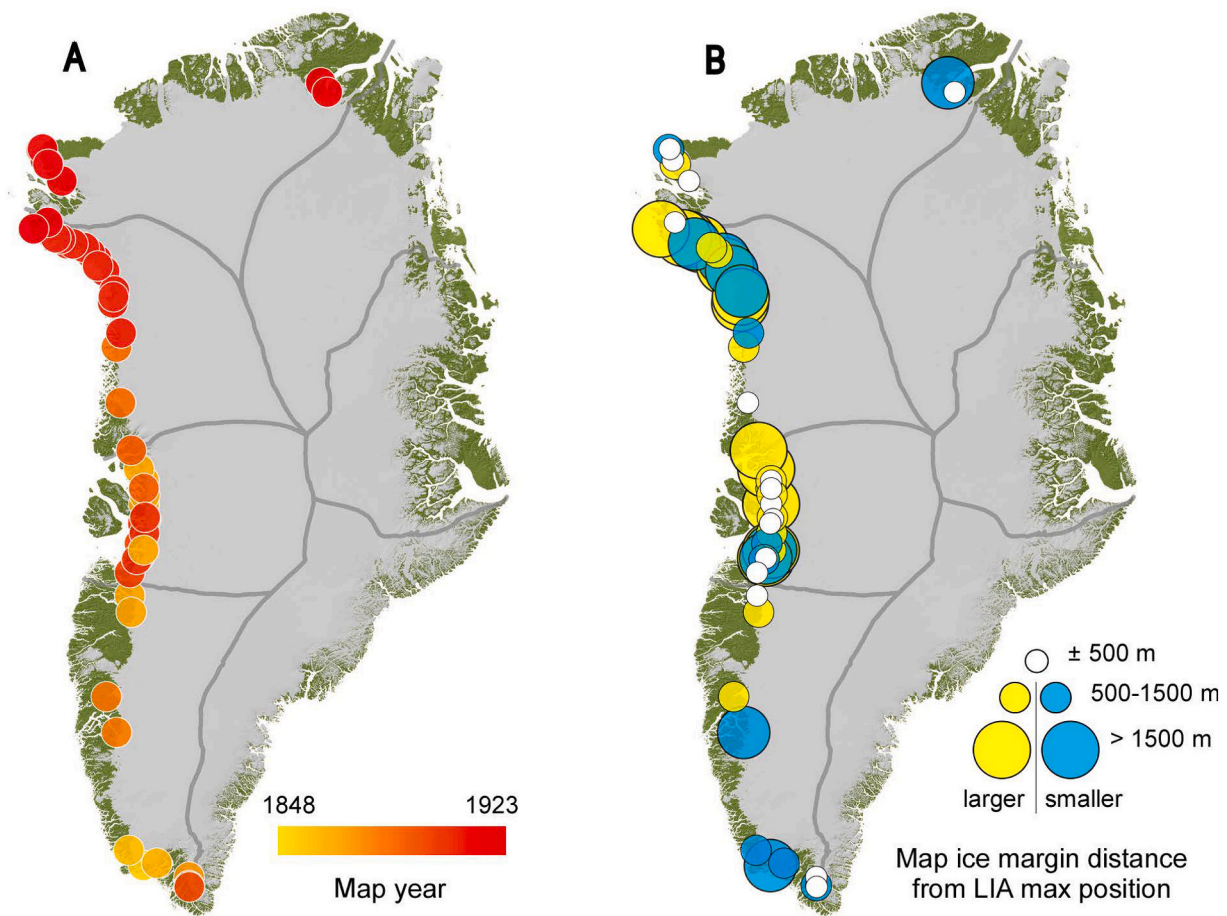 A
B
± 500 m
500-1500 m
> 1500 m
larger smaller
Map ice margin distance
from LIA max position
1848 1923
Map year